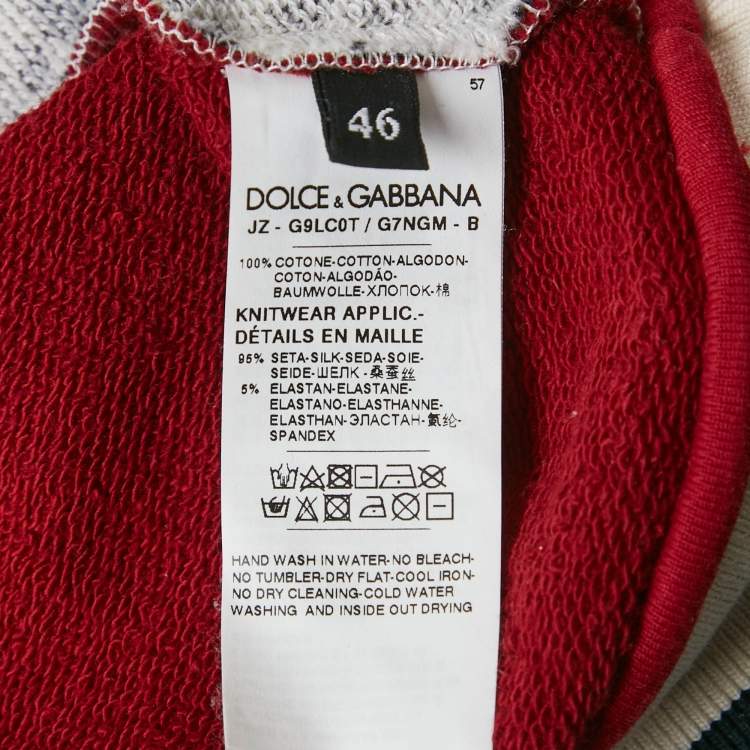 57
46
DOLCE & GABBANA
JZ - G9LC0T / G7NGM - B
100% COTONE-COTTON-ALGODON-
COTON-ALGODÃO-
BAUMWOLLE-ХЛОПОК-棉
KNITWEAR APPLIC.-
DÉTAILS EN MAILLE
95% SETA-SILK-SEDA-SOIE-
SEIDE-ШЕЛК -桑蚕丝
5% ELASTAN-ELASTANE-
ELASTANO-ELASTHANNE-
ELASTHAN-ЭЛАСТАН-氨纶-
SPANDEX
HAND WASH IN WATER-NO BLEACH-
NO TUMBLER-DRY FLAT-COOL IRON-
NO DRY CLEANING-COLD WATER
WASHING AND INSIDE OUT DRYING